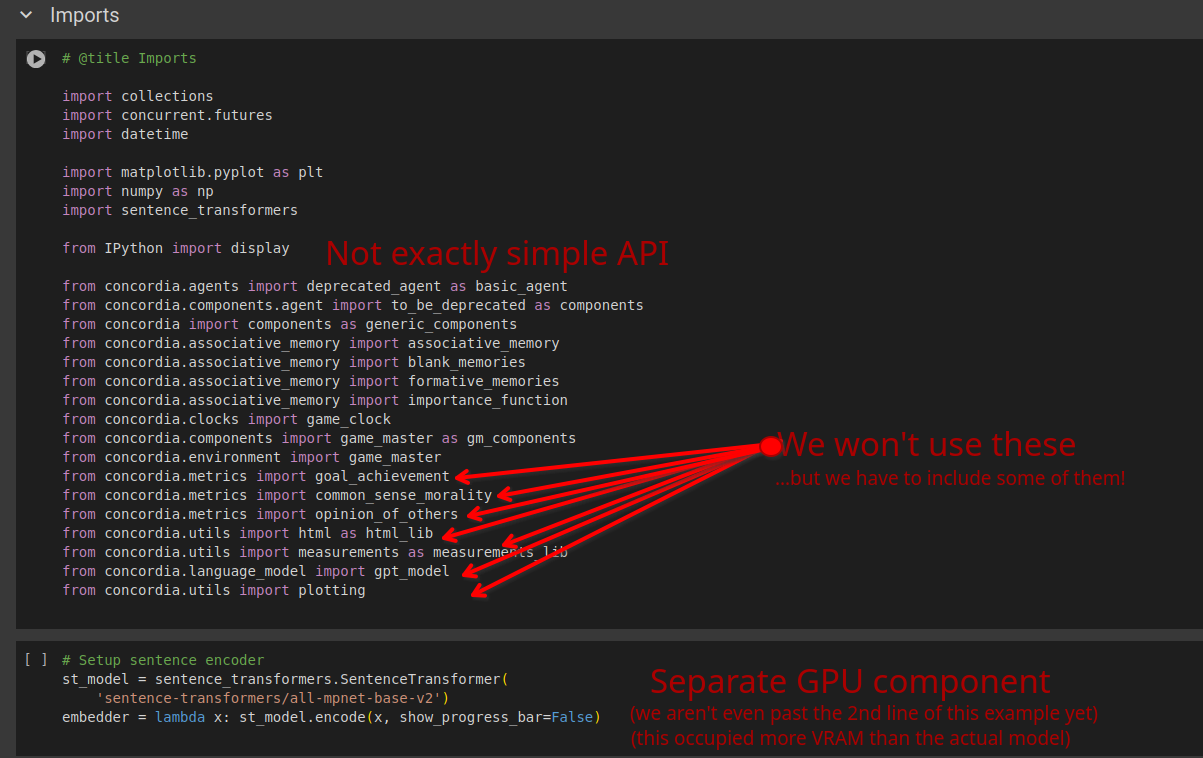 Imports
# @title Imports
import collections
import concurrent.futures
import datetime
import matplotlib.pyplot as plt
import numpy as np
import sentence_transformers
from IPython import display
Not exactly simple API
from concordia.agents import deprecated_agent as basic_agent
from concordia.components.agent import to_be_deprecated as components
from concordia import components as generic_components
from concordia.associative_memory import associative_memory
from concordia.associative_memory import blank_memories
from concordia.associative_memory import formative_memories
from concordia.associative_memory import importance_function
from concordia.clocks import game_clock
from concordia.components import game_master as gm_components
from concordia.environment import game_master
from concordia.metrics import goal_achievement
from concordia.metrics import common_sense_morality
from concordia.metrics import opinion_of_others
from concordia.utils import html as html_lib
from concordia.utils import measurements as measurements_lib
from concordia.language_model import gpt_model
from concordia.utils import plotting
We won't use these
...but we have to include some of them!
[ ] # Setup sentence encoder
st_model = sentence_transformers.SentenceTransformer(
'sentence-transformers/all-mpnet-base-v2')
embedder = lambda x: st_model.encode(x, show_progress_bar=False)
Separate GPU component
(we aren't even past the 2nd line of this example yet)
(this occupied more VRAM than the actual model)